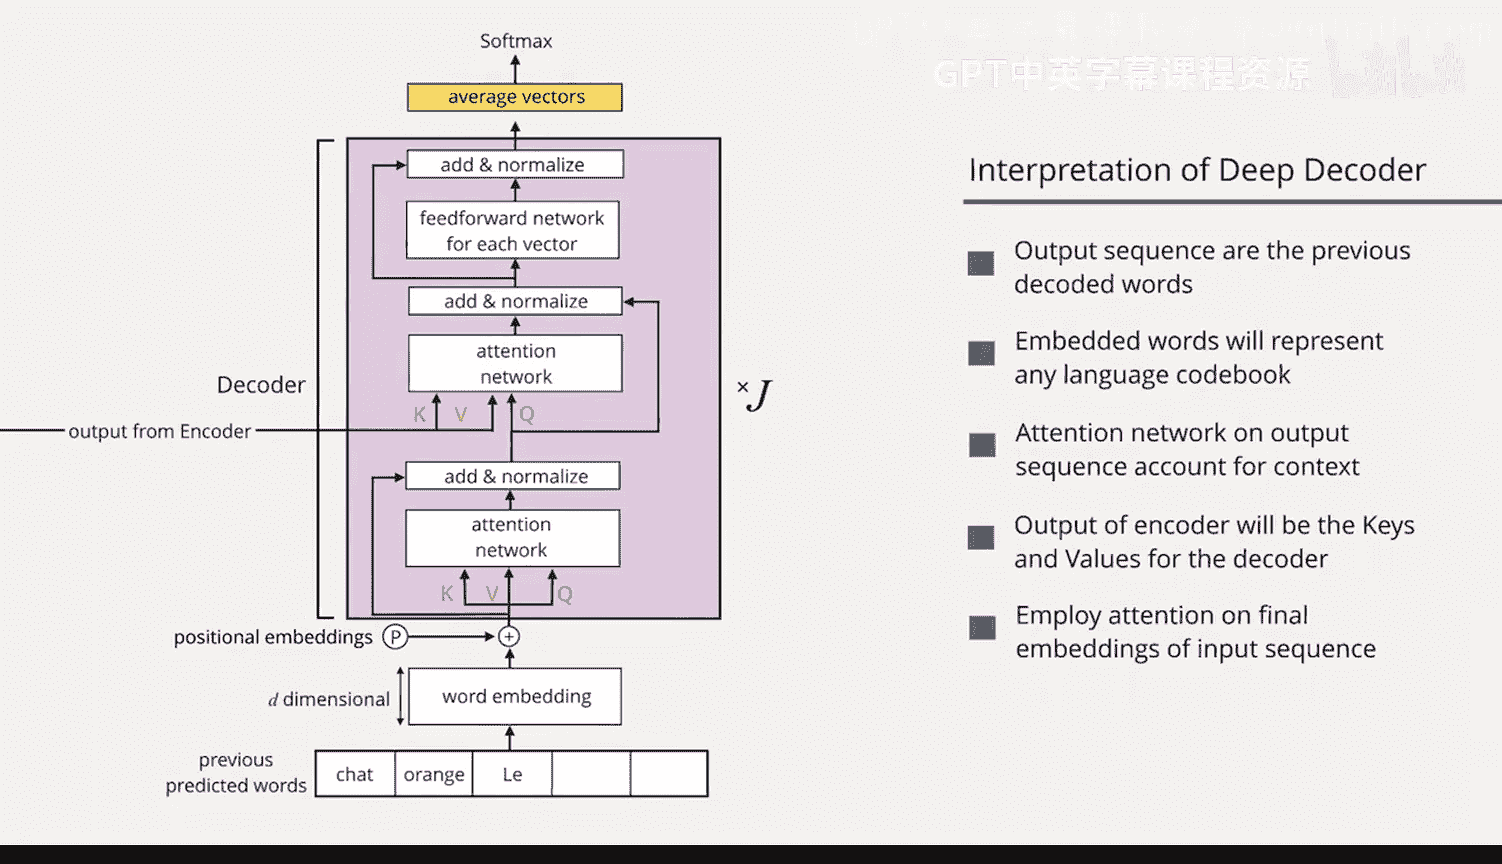 GPT中英字幕课程资源
Softmax
average vectors
add & normalize
feedforward network
for each vector
add & normalize
attention
network
Decoder
× J
K V Q
output from Encoder
add & normalize
attention
network
K V Q
positional embeddings P +
d dimensional
word embedding
previous
predicted words
chat orange Le
Interpretation of Deep Decoder
Output sequence are the previous
decoded words
Embedded words will represent
any language codebook
Attention network on output
sequence account for context
Output of encoder will be the Keys
and Values for the decoder
Employ attention on final
embeddings of input sequence